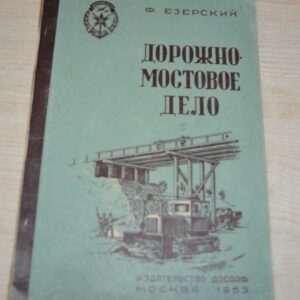 Ф. ЕЗЕРСКИЙ
ДОРОЖНО-
МОСТОВОЕ
ДЕЛО
ИЗДАТЕЛЬСТВО ДОСААФ
МОСКВА - 1953